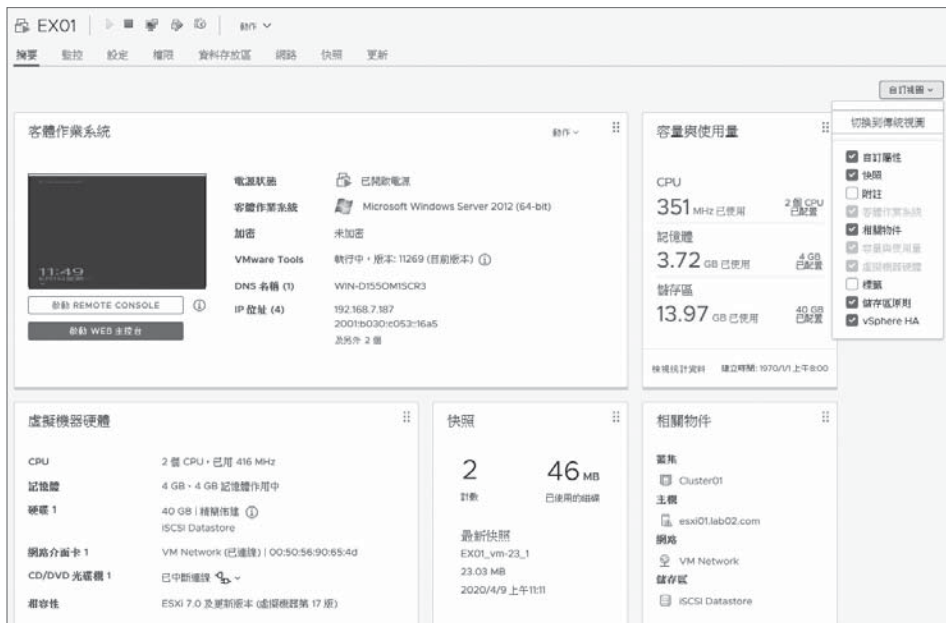 EX01
動作
摘要 監控 設定 權限 資料存放區 網路 快照 更新
自訂視圖
切換到傳統視圖
自訂屬性
快照
附註
客體作業系統
相關物件
容量與使用量
虛擬機器硬體
標籤
儲存區原則
vSphere HA
客體作業系統
動作
11:49
啟動 REMOTE CONSOLE
啟動 WEB 主控台
電源狀態 已開啟電源
客體作業系統 Microsoft Windows Server 2012 (64-bit)
加密 未加密
VMware Tools 執行中，版本: 11269 (目前版本)
DNS 名稱 (1) WIN-D1550M1SCR3
IP 位址 (4) 192.168.7.187
2001:b030:c053::16a5
及另外 2 個
容量與使用量
CPU
351 MHz 已使用
2 個 CPU
已配置
記憶體
3.72 GB 已使用
4 GB
已配置
儲存區
13.97 GB 已使用
40 GB
已配置
檢視統計資料 建立時間: 1970/1/1 上午8:00
虛擬機器硬體
CPU 2 個 CPU，已用 416 MHz
記憶體 4 GB，4 GB 記憶體作用中
硬碟 1 40 GB | 精簡佈建
iSCSI Datastore
網路介面卡 1 VM Network (已連線) | 00:50:56:90:65:4d
CD/DVD 光碟機 1 已中斷連線
相容性 ESXi 7.0 及更新版本 (虛擬機器第 17 版)
快照
2
計數
46 MB
已使用的磁碟
最新快照
EX01_vm-23_1
23.03 MB
2020/4/9 上午11:11
相關物件
叢集
Cluster01
主機
esxi01.lab02.com
網路
VM Network
儲存區
iSCSI Datastore